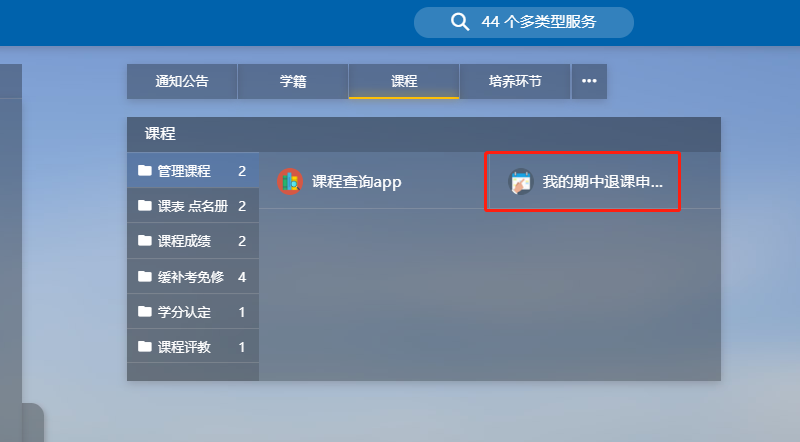 44 个多类型服务
通知公告 学籍 课程 培养环节 •••
课程
管理课程 2
课程查询app
我的期中退课申...
课表 点名册 2
课程成绩 2
缓补考免修 4
学分认定 1
课程评教 1